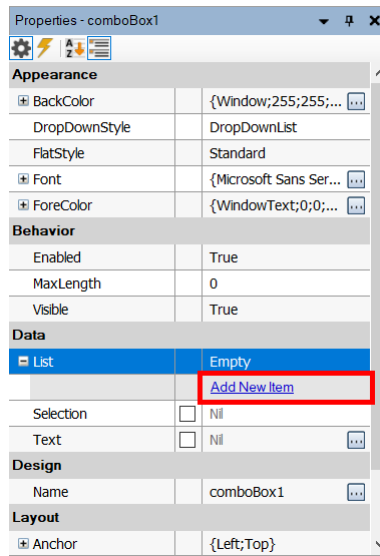 Properties - comboBox1
Appearance
BackColor {Window;255;255;... ...
DropDownStyle DropDownList
FlatStyle Standard
Font {Microsoft Sans Ser... ...
ForeColor {WindowText;0;0;... ...
Behavior
Enabled True
MaxLength 0
Visible True
Data
List Empty
Add New Item
Selection Nil
Text Nil ...
Design
Name comboBox1 ...
Layout
Anchor {Left;Top}